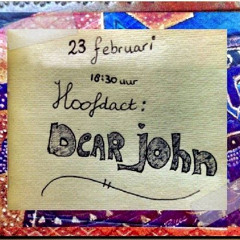 23 februari
18:30 uur
Hoofdact:
DEAR john